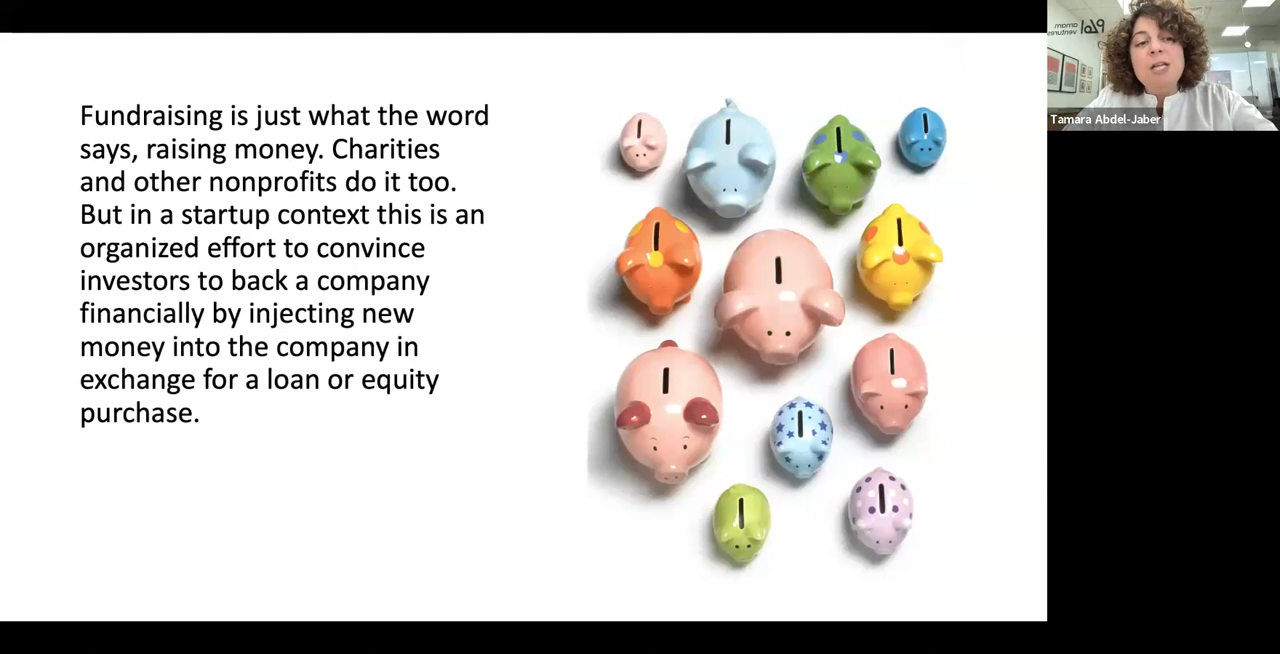 Fundraising is just what the word
says, raising money. Charities
and other nonprofits do it too.
But in a startup context this is an
organized effort to convince
investors to back a company
financially by injecting new
money into the company in
exchange for a loan or equity
purchase.
amam
ventures
Tamara Abdel-Jaber